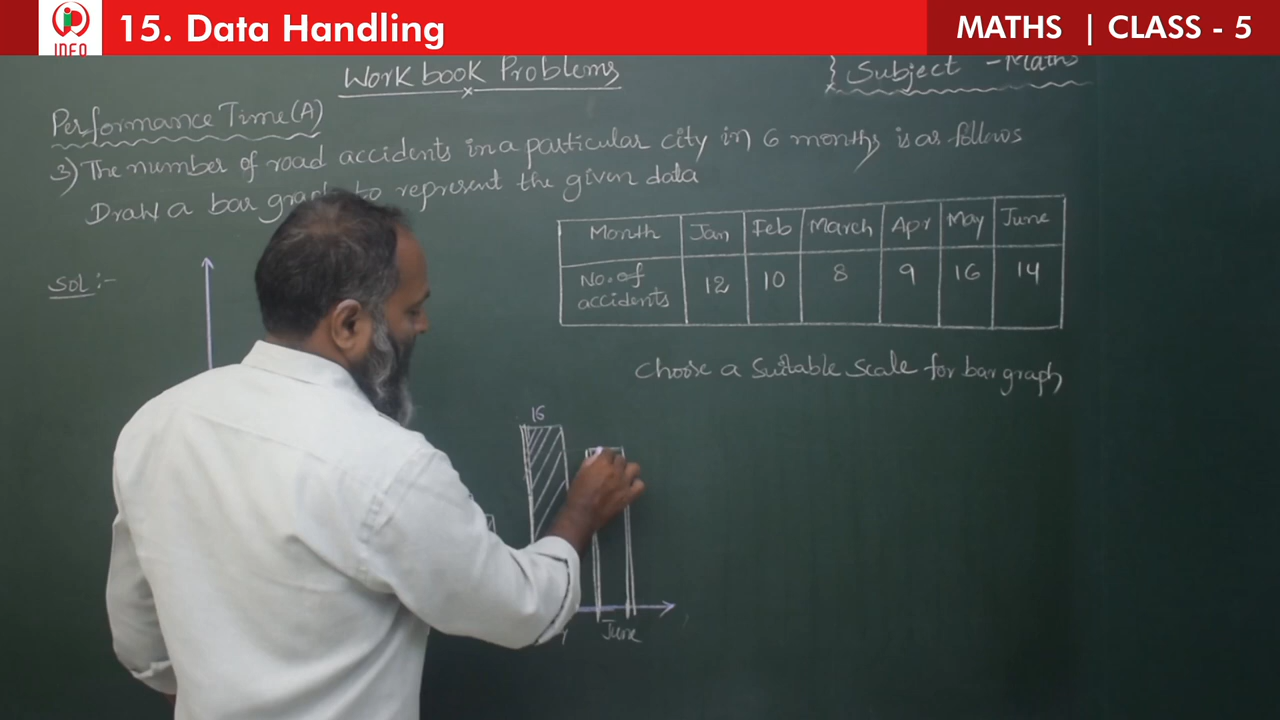 15. Data Handling
MATHS | CLASS - 5
INFO
Work book Problems
Subject - Maths
Performance Time (A)
3) The number of road accidents in a particular city in 6 months is as follows
Draw a bar graph to represent the given data
Month Jan Feb March Apr May June
No. of accidents 12 10 8 9 16 14
Sol :-
Choose a Suitable Scale for bar graph
16
June